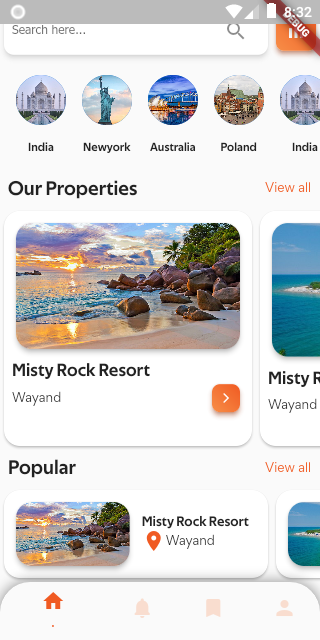 8:32
DEBUG
Search here...
India
Newyork
Australia
Poland
India
Our Properties
View all
Misty Rock Resort
Wayand
Misty R
Wayand
Popular
View all
Misty Rock Resort
Wayand